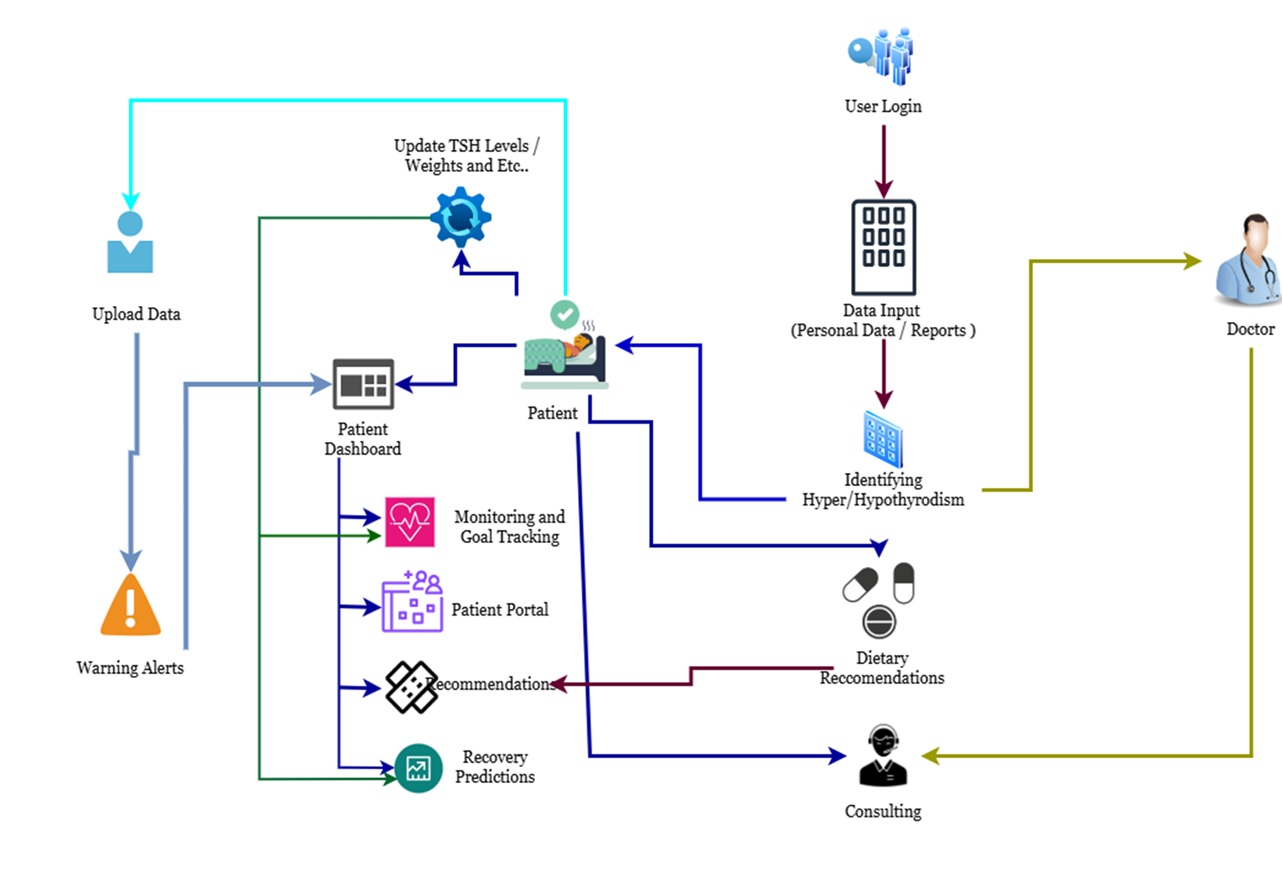 User Login
Update TSH Levels /
Weights and Etc..
Upload Data
Data Input
(Personal Data / Reports )
Doctor
Patient
Patient
Dashboard
Identifying
Hyper/Hypothyrodism
Monitoring and
Goal Tracking
Patient Portal
Warning Alerts
Recommendations
Dietary
Reccomendations
Recovery
Predictions
Consulting